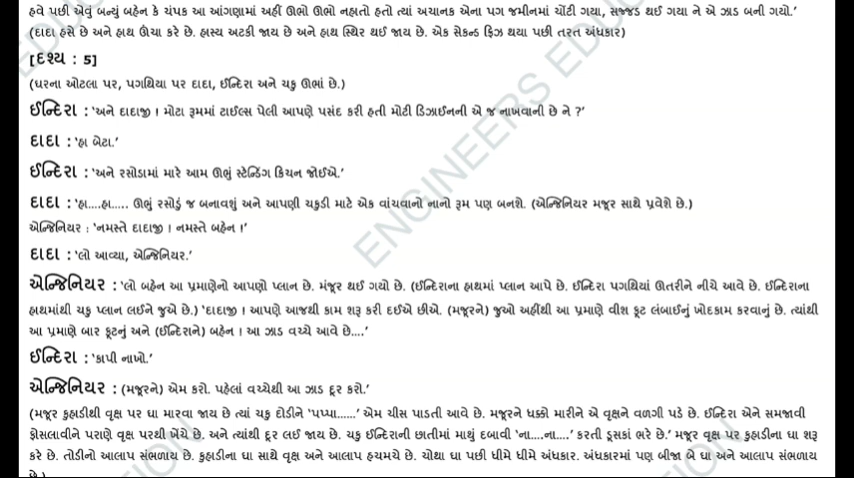 હવે પછી એવું બન્યું બહેન કે ચંપક આ આંગણામાં અહીં ઊભો ઊભો નહાતો હતો ત્યાં અચાનક એના પગ જમીનમાં ચોંટી ગયા, સજ્જડ થઈ ગયા ને એ ઝાડ બની ગયો.’
(દાદા હસે છે અને હાથ ઊંચા કરે છે. હાસ્ય અટકી જાય છે અને હાથ સ્થિર થઈ જાય છે. એક સેકન્ડ ફ્રિઝ થયા પછી તરત અંધકાર)
[દૃશ્ય : 5]
(ઘરના ઓટલા પર, પગથિયા પર દાદા, ઈન્દિરા અને ચકુ ઊભાં છે.)
ઈન્દિરા : ‘અને દાદાજી ! મોટા રૂમમાં ટાઈલ્સ પેલી આપણે પસંદ કરી હતી મોટી ડિઝાઈનની એ જ નાખવાની છે ને ?’
દાદા : ‘હા બેટા.’
ઈન્દિરા : ‘અને રસોડામાં મારે આમ ઊભું સ્ટેન્ડિંગ કિચન જોઈએ.’
દાદા : ‘હા....હા..... ઊભું રસોડું જ બનાવશું અને આપણી ચકુડી માટે એક વાંચવાનો નાનો રૂમ પણ બનશે. (એન્જિનિયર મજૂર સાથે પ્રવેશે છે.)
એન્જિનિયર : ‘નમસ્તે દાદાજી ! નમસ્તે બહેન !’
દાદા : ‘લો આવ્યા, એન્જિનિયર.’
એન્જિનિયર : ‘લો બહેન આ પ્રમાણેનો આપણો પ્લાન છે. મંજૂર થઈ ગયો છે. (ઈન્દિરાના હાથમાં પ્લાન આપે છે. ઈન્દિરા પગથિયાં ઊતરીને નીચે આવે છે. ઈન્દિરાના
હાથમાંથી ચકુ પ્લાન લઈને જુએ છે.) ‘દાદાજી ! આપણે આજથી કામ શરૂ કરી દઈએ છીએ. (મજૂરને) જુઓ અહીંથી આ પ્રમાણે વીશ ફૂટ લંબાઈનું ખોદકામ કરવાનું છે. ત્યાંથી
આ પ્રમાણે બાર ફૂટનું અને (ઈન્દિરાને) બહેન ! આ ઝાડ વચ્ચે આવે છે....’
ઈન્દિરા : ‘કાપી નાખો.’
એન્જિનિયર : (મજૂરને) એમ કરો. પહેલાં વચ્ચેથી આ ઝાડ દૂર કરો.’
(મજૂર કુહાડીથી વૃક્ષ પર ઘા મારવા જાય છે ત્યાં ચકુ દોડીને ‘પપ્પા......’ એમ ચીસ પાડતી આવે છે. મજૂરને ધક્કો મારીને એ વૃક્ષને વળગી પડે છે. ઈન્દિરા એને સમજાવી
ફોસલાવીને પરાણે વૃક્ષ પરથી ખેંચે છે. અને ત્યાંથી દૂર લઈ જાય છે. ચકુ ઈન્દિરાની છાતીમાં માથું દબાવી ‘ના....ના....’ કરતી ડૂસકાં ભરે છે.’ મજૂર વૃક્ષ પર કુહાડીના ઘા શરૂ
કરે છે. તોડીનો આલાપ સંભળાય છે. કુહાડીના ઘા સાથે વૃક્ષ અને આલાપ હચમચે છે. ચોથા ઘા પછી ધીમે ધીમે અંધકાર. અંધકારમાં પણ બીજા બે ઘા અને આલાપ સંભળાય
છે.)
ENGINEERS EDU